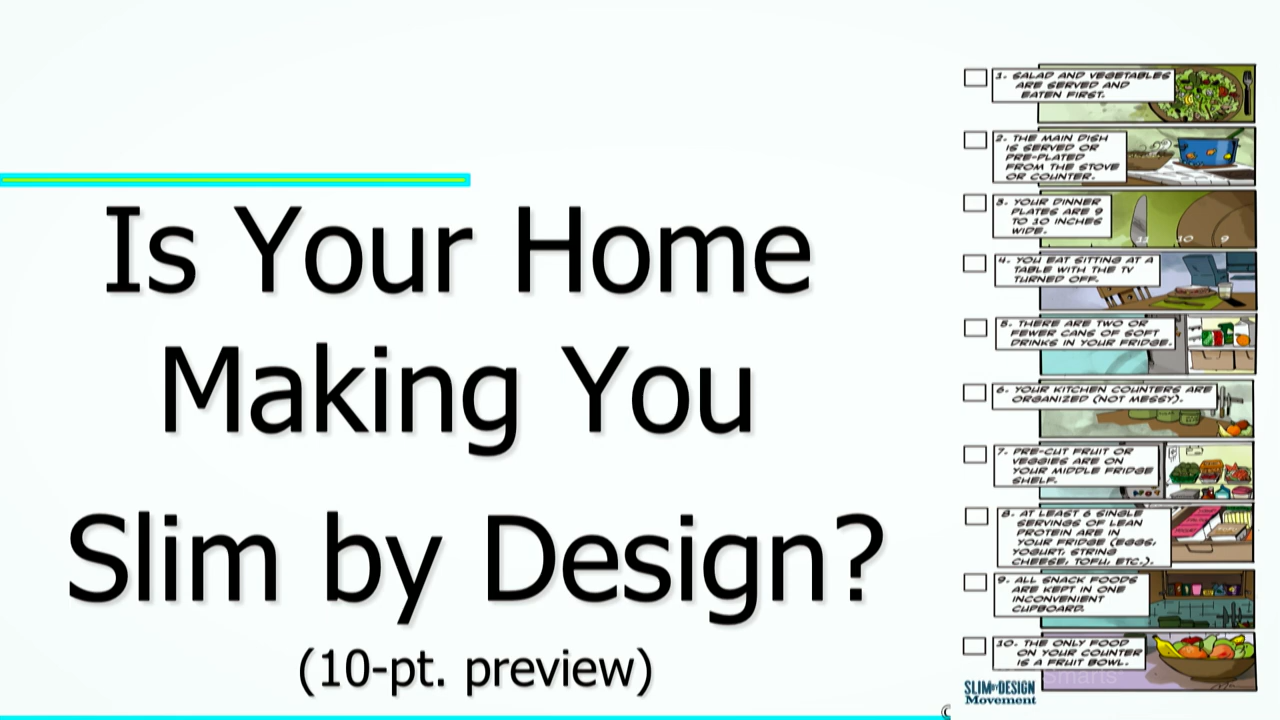 Is Your Home
Making You
Slim by Design?
(10-pt. preview)
1. SALAD AND VEGETABLES
ARE SERVED AND
EATEN FIRST.
2. THE MAIN DISH
IS SERVED OR
PRE-PLATED
FROM THE STOVE
OR COUNTER.
3. YOUR DINNER
PLATES ARE 9
TO 10 INCHES
WIDE.
11 10 9
4. YOU EAT SITTING AT A
TABLE WITH THE TV
TURNED OFF.
5. THERE ARE TWO OR
FEWER CANS OF SOFT
DRINKS IN YOUR FRIDGE.
6. YOUR KITCHEN COUNTERS ARE
ORGANIZED (NOT MESSY).
7. PRE-CUT FRUIT OR
VEGGIES ARE ON
YOUR MIDDLE FRIDGE
SHELF.
8. AT LEAST 6 SINGLE
SERVINGS OF LEAN
PROTEIN ARE IN
YOUR FRIDGE (EGGS,
YOGURT, STRING
CHEESE, TOFU, ETC.).
9. ALL SNACK FOODS
ARE KEPT IN ONE
INCONVENIENT
CUPBOARD.
10. THE ONLY FOOD
ON YOUR COUNTER
IS A FRUIT BOWL.
Smarts
SLIM BY DESIGN
Movement
©